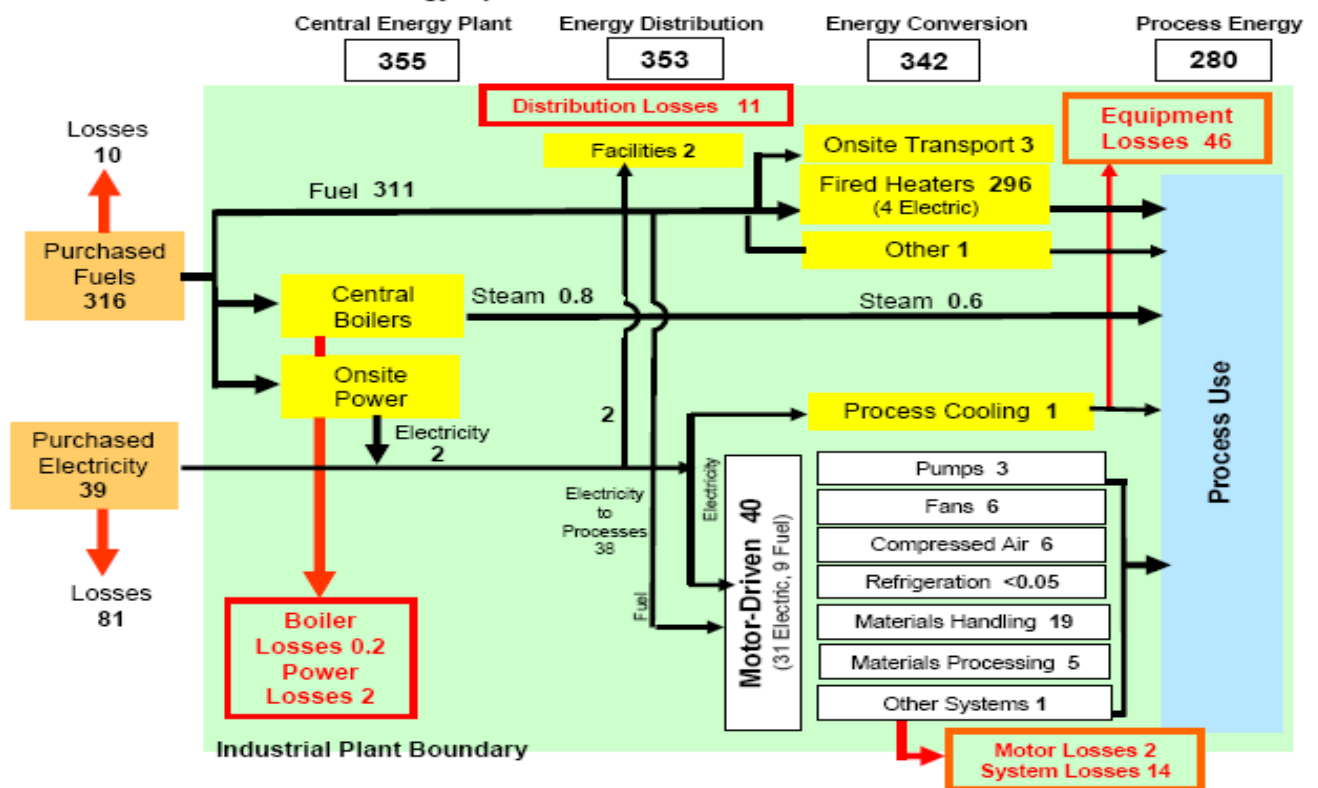 Central Energy Plant
Energy Distribution
Energy Conversion
Process Energy
355
353
342
280
Distribution Losses 11
Equipment
Losses 46
Losses
10
Facilities 2
Onsite Transport 3
Fuel 311
Fired Heaters 296
(4 Electric)
Purchased
Fuels
316
Other 1
Central
Boilers
Steam 0.8
Steam 0.6
Onsite
Power
Process Use
Process Cooling 1
Electricity
2
2
Purchased
Electricity
39
Electricity
to
Processes
38
Electricity
Fuel
Motor-Driven 40
(31 Electric, 9 Fuel)
Pumps 3
Fans 6
Compressed Air 6
Refrigeration <0.05
Materials Handling 19
Materials Processing 5
Other Systems 1
Losses
81
Boiler
Losses 0.2
Power
Losses 2
Industrial Plant Boundary
Motor Losses 2
System Losses 14